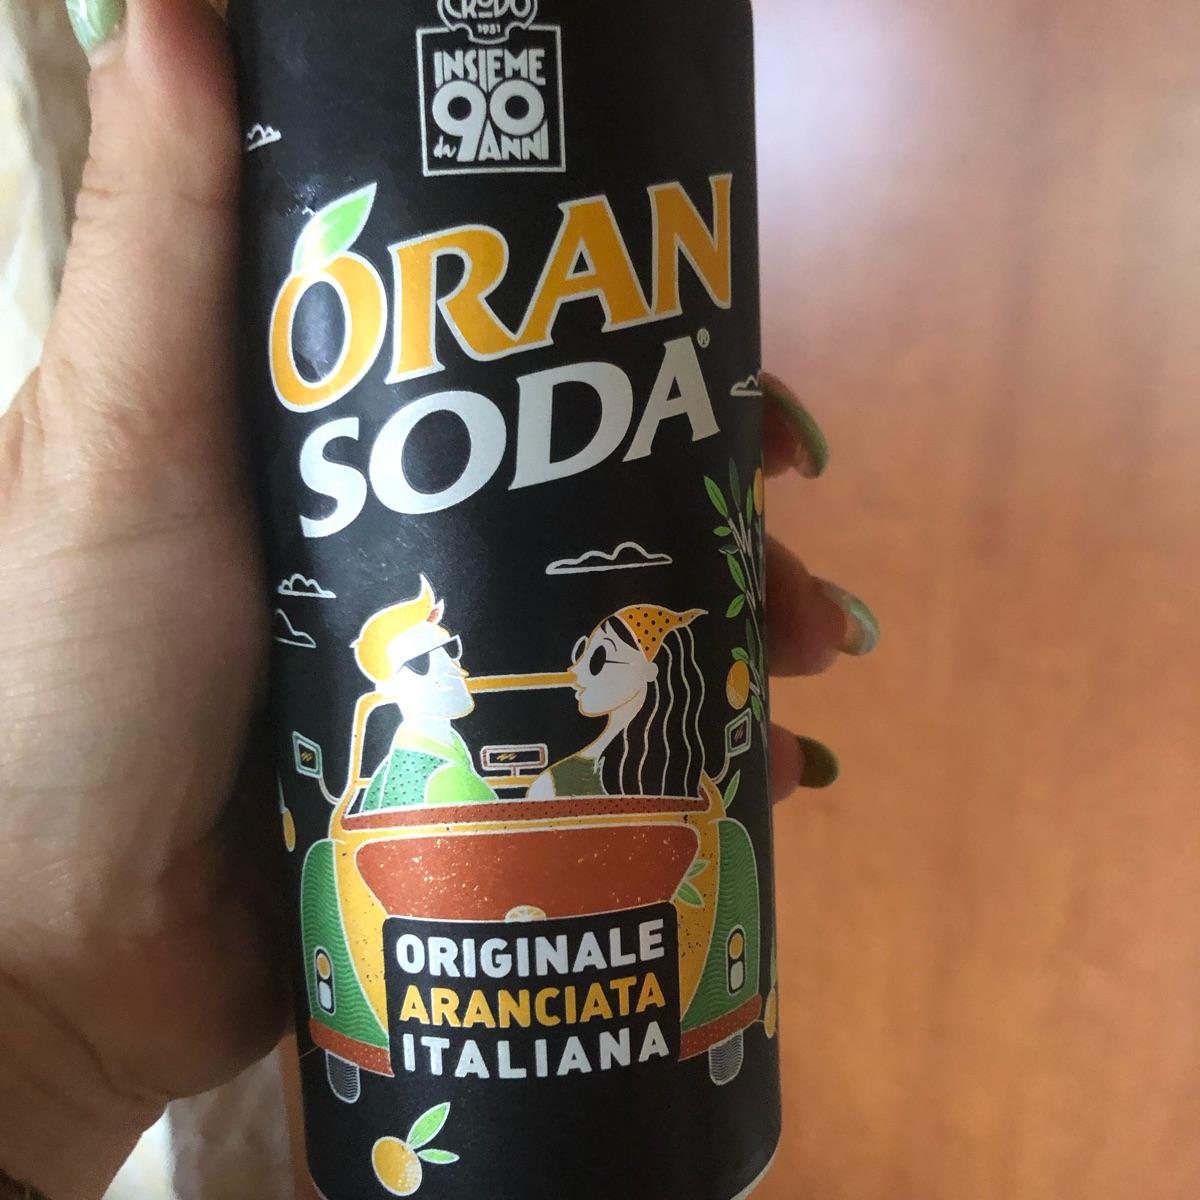 CRODO
1931
INSIEME
da 90 ANNI
ORAN
SODA®
ORIGINALE
ARANCIATA
ITALIANA